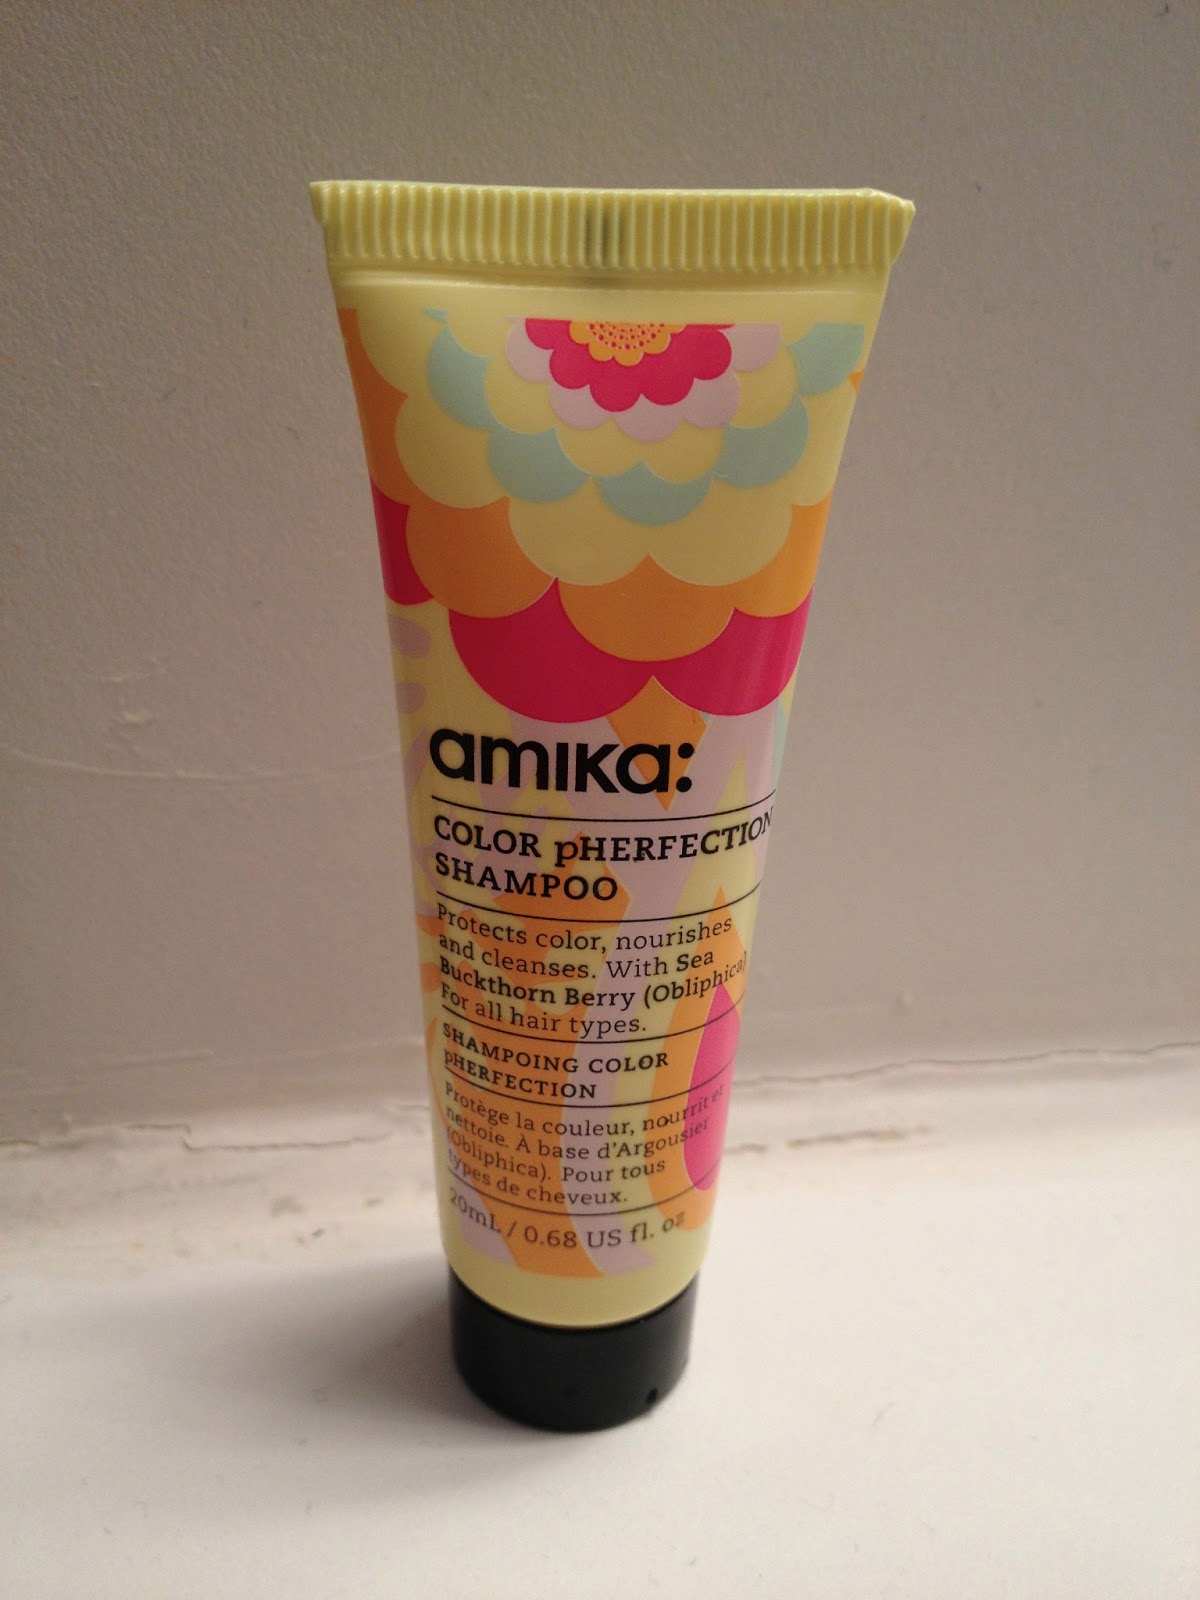 amika:
COLOR pHERFECTION
SHAMPOO
Protects color, nourishes
and cleanses. With Sea
Buckthorn Berry (Obliphica)
For all hair types.
SHAMPOING COLOR
pHERFECTION
Protège la couleur, nourrit et
nettoie. À base d'Argousier
(Obliphica). Pour tous
types de cheveux.
20mL / 0.68 US fl. oz